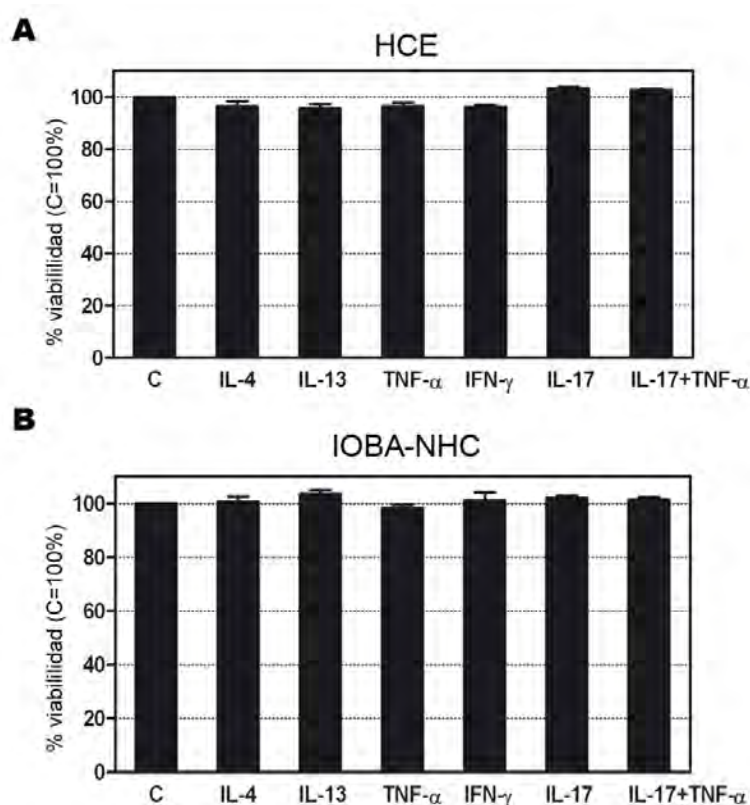 A
HCE
% viabililidad (C=100%)
100
80
60
40
20
0
C IL-4 IL-13 TNF-α IFN-γ IL-17 IL-17+TNF-α
B
IOBA-NHC
% viabililidad (C=100%)
100
80
60
40
20
0
C IL-4 IL-13 TNF-α IFN-γ IL-17 IL-17+TNF-α